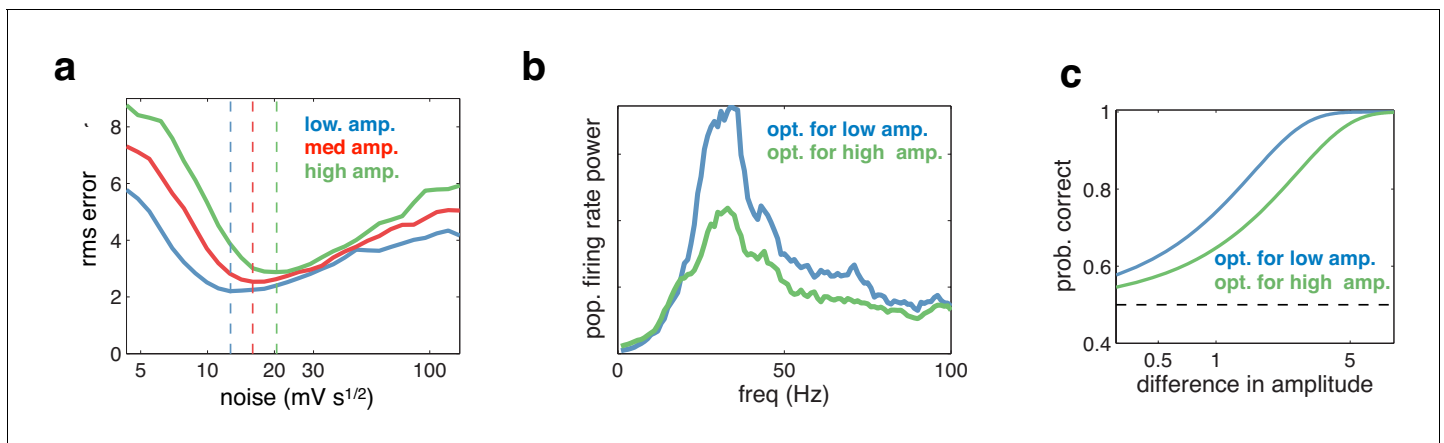 a
8
6
4
2
0
rms error
low. amp.
med amp.
high amp.
5 10 20 30 100
noise (mV s1/2)
b
pop. firing rate power
opt. for low amp.
opt. for high amp.
0 50 100
freq (Hz)
c
1
0.8
0.6
0.4
prob. correct
opt. for low amp.
opt. for high amp.
0.5 1 5
difference in amplitude